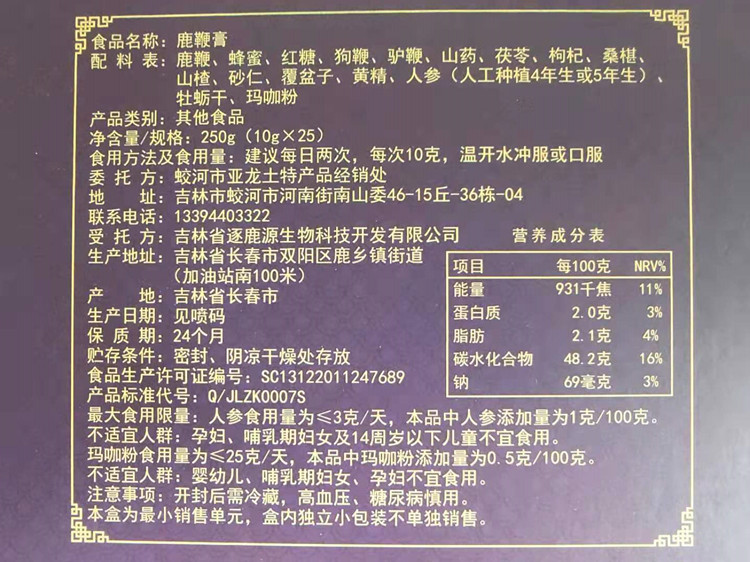 食品名称：鹿鞭膏
配料表：鹿鞭、蜂蜜、红糖、狗鞭、驴鞭、山药、茯苓、枸杞、桑椹、
山楂、砂仁、覆盆子、黄精、人参（人工种植4年生或5年生）、
牡蛎干、玛咖粉
产品类别：其他食品
净含量/规格：250g（10g×25）
食用方法及食用量：建议每日两次，每次10克，温开水冲服或口服
委托方：蛟河市亚龙土特产品经销处
地址：吉林市蛟河市河南街南山委46-15丘-36栋-04
联系电话：13394403322
受托方：吉林省逐鹿源生物科技开发有限公司
生产地址：吉林省长春市双阳区鹿乡镇街道
（加油站南100米）
产地：吉林省长春市
生产日期：见喷码
保质期：24个月
贮存条件：密封、阴凉干燥处存放
食品生产许可证编号：SC13122011247689
产品标准代号：Q/JLZK0007S
营养成分表
项目 每100克 NRV%
能量 931千焦 11%
蛋白质 2.0克 3%
脂肪 2.1克 4%
碳水化合物 48.2克 16%
钠 69毫克 3%
最大食用限量：人参食用量为≤3克/天，本品中人参添加量为1克/100克。
不适宜人群：孕妇、哺乳期妇女及14周岁以下儿童不宜食用。
玛咖粉食用量为≤25克/天，本品中玛咖粉添加量为0.5克/100克。
不适宜人群：婴幼儿、哺乳期妇女、孕妇不宜食用。
注意事项：开封后需冷藏，高血压、糖尿病慎用。
本盒为最小销售单元，盒内独立小包装不单独销售。